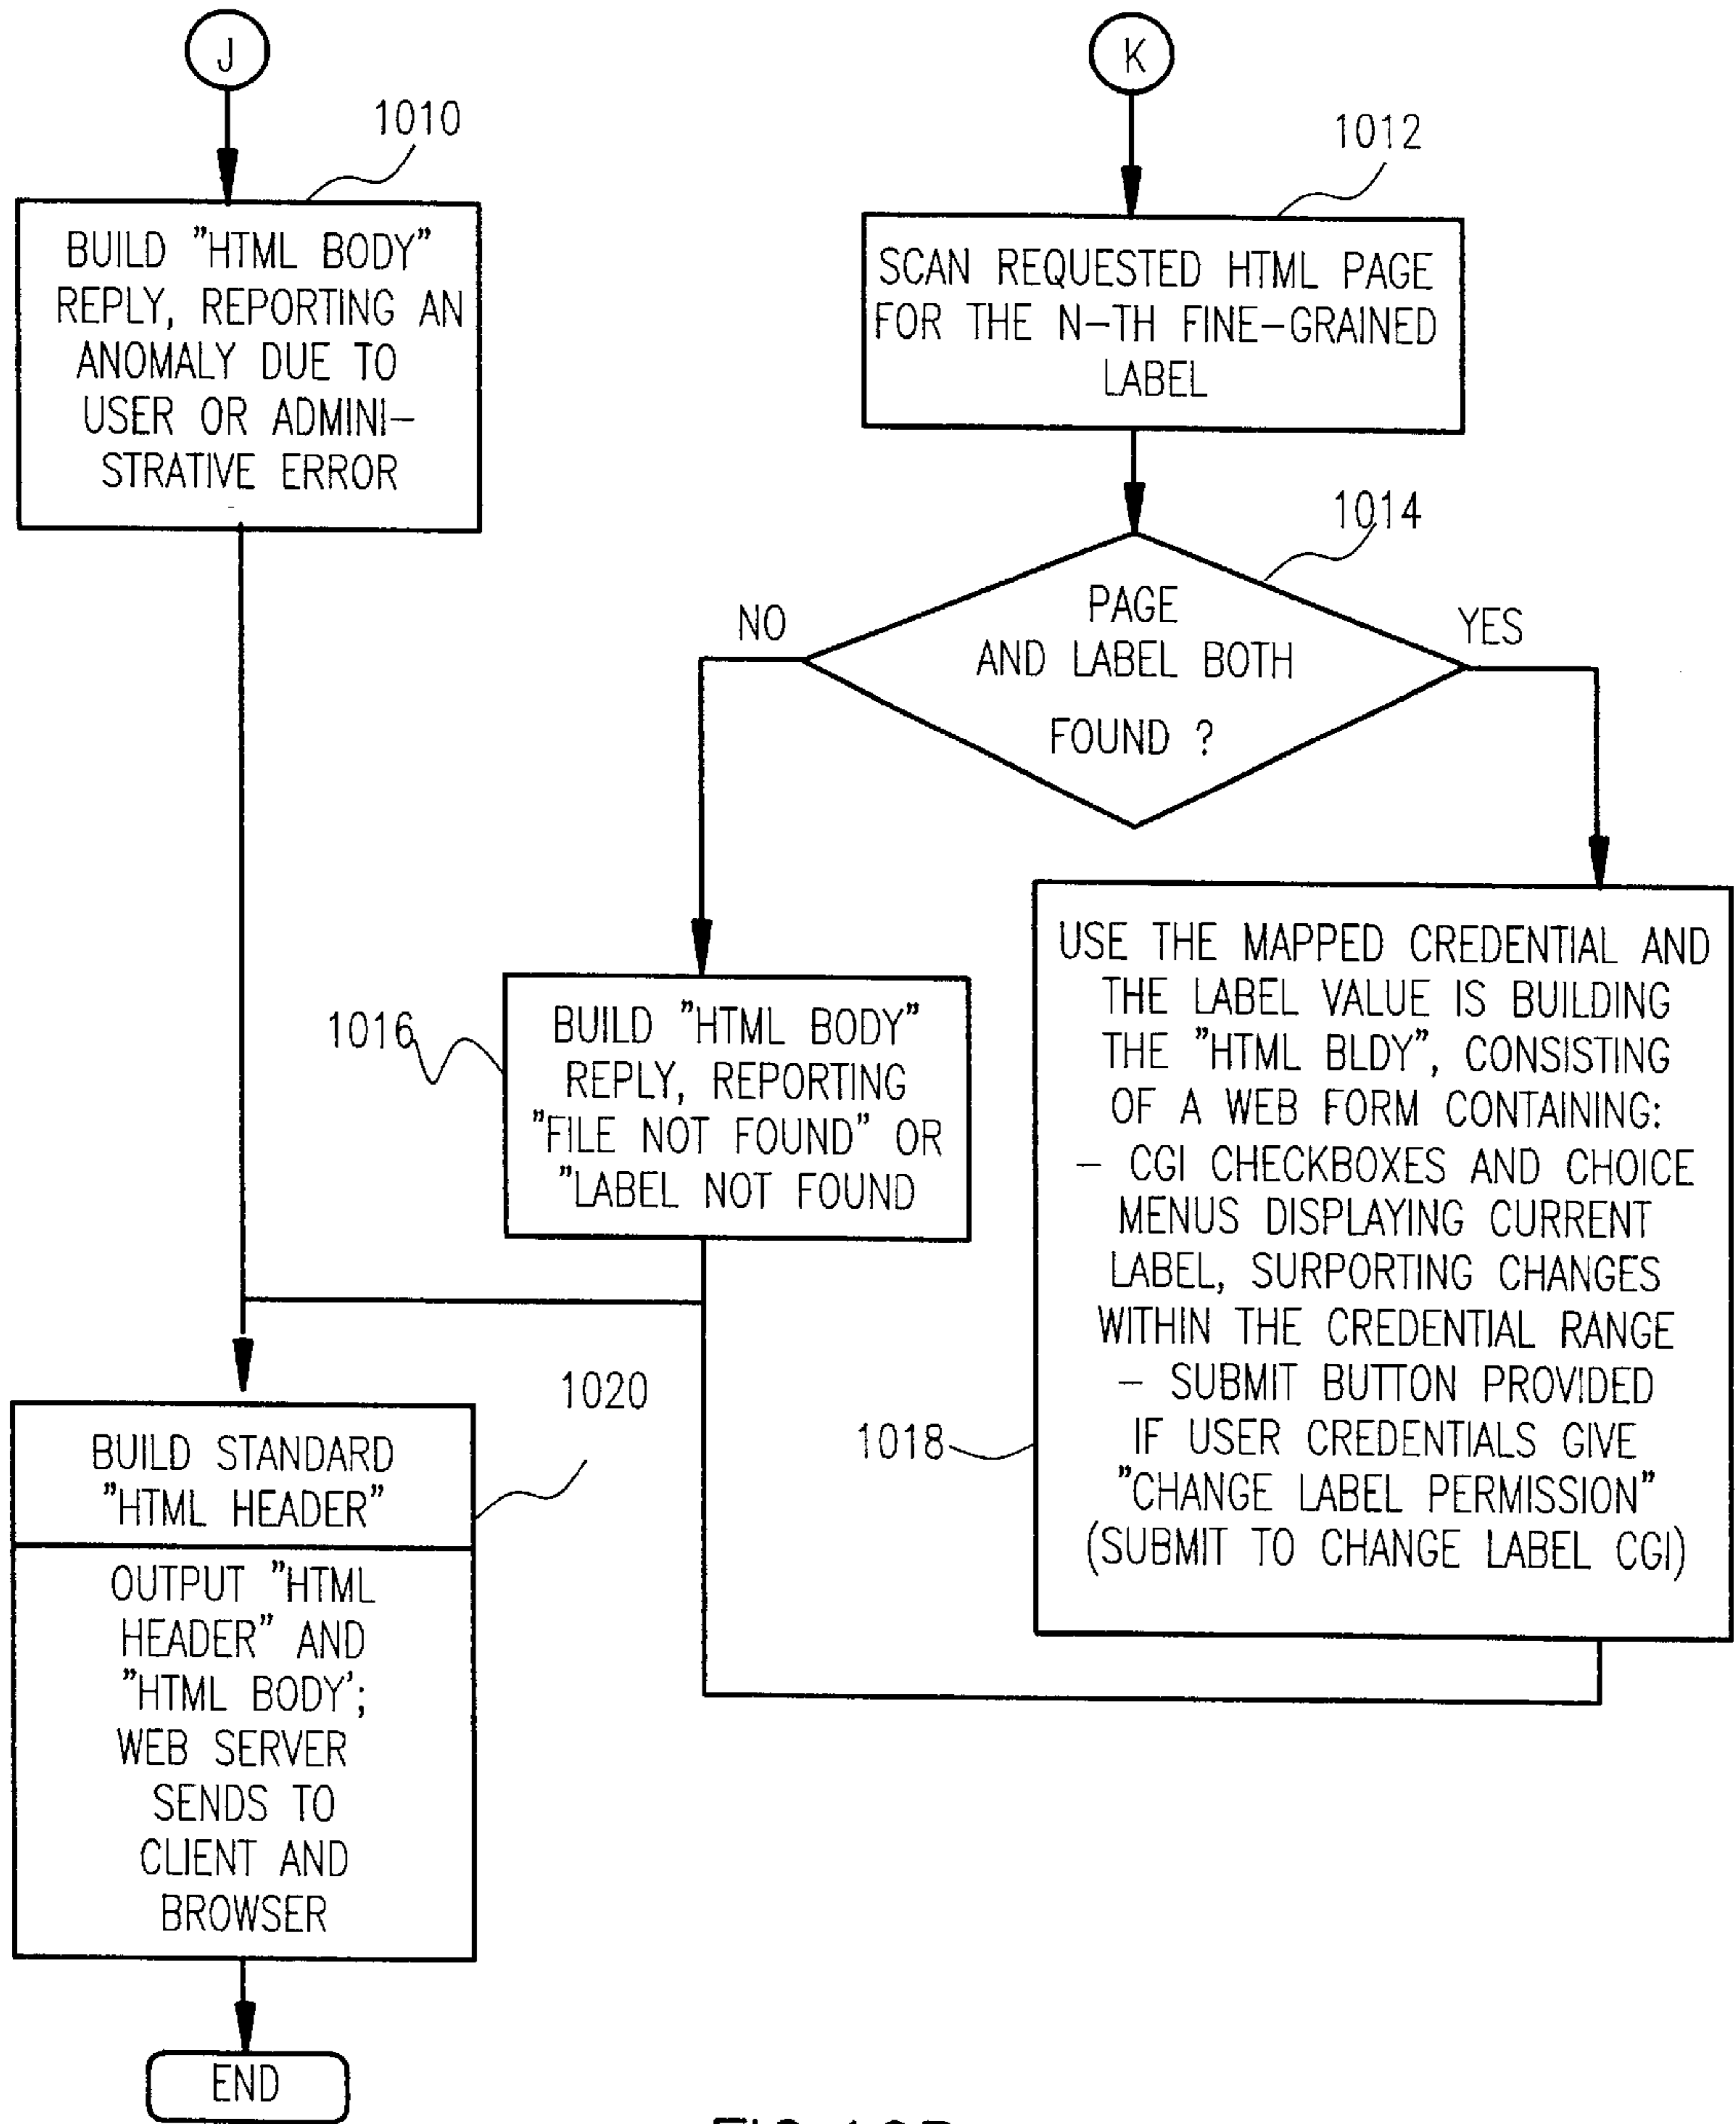 J
1010
BUILD "HTML BODY"
REPLY, REPORTING AN
ANOMALY DUE TO
USER OR ADMINI-
STRATIVE ERROR
K
1012
SCAN REQUESTED HTML PAGE
FOR THE N-TH FINE-GRAINED
LABEL
1014
PAGE
AND LABEL BOTH
FOUND ?
NO
YES
1016
BUILD "HTML BODY"
REPLY, REPORTING
"FILE NOT FOUND" OR
"LABEL NOT FOUND
USE THE MAPPED CREDENTIAL AND
THE LABEL VALUE IS BUILDING
THE "HTML BLDY", CONSISTING
OF A WEB FORM CONTAINING:
- CGI CHECKBOXES AND CHOICE
MENUS DISPLAYING CURRENT
LABEL, SURPORTING CHANGES
WITHIN THE CREDENTIAL RANGE
- SUBMIT BUTTON PROVIDED
IF USER CREDENTIALS GIVE
"CHANGE LABEL PERMISSION"
(SUBMIT TO CHANGE LABEL CGI)
1018
1020
BUILD STANDARD
"HTML HEADER"
OUTPUT "HTML
HEADER" AND
"HTML BODY';
WEB SERVER
SENDS TO
CLIENT AND
BROWSER
END